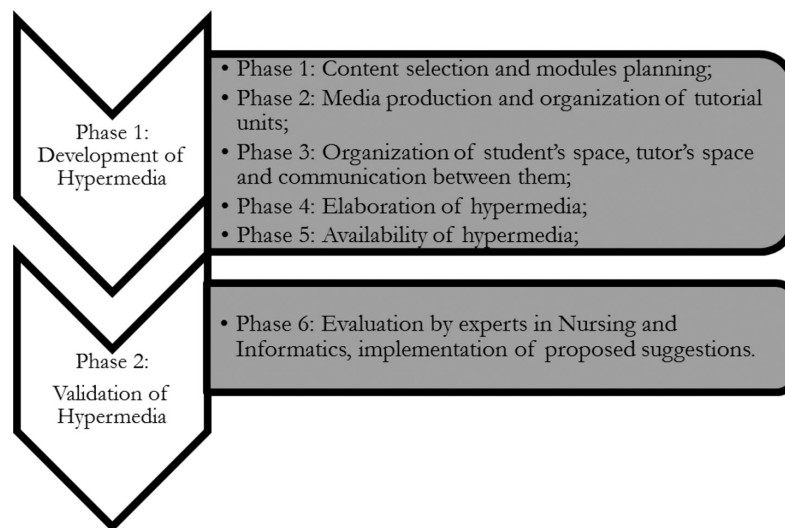 Phase 1:
Development of
Hypermedia
• Phase 1: Content selection and modules planning;
• Phase 2: Media production and organization of tutorial
units;
• Phase 3: Organization of student's space, tutor's space
and communication between them;
• Phase 4: Elaboration of hypermedia;
• Phase 5: Availability of hypermedia;
Phase 2:
Validation of
Hypermedia
• Phase 6: Evaluation by experts in Nursing and
Informatics, implementation of proposed suggestions.